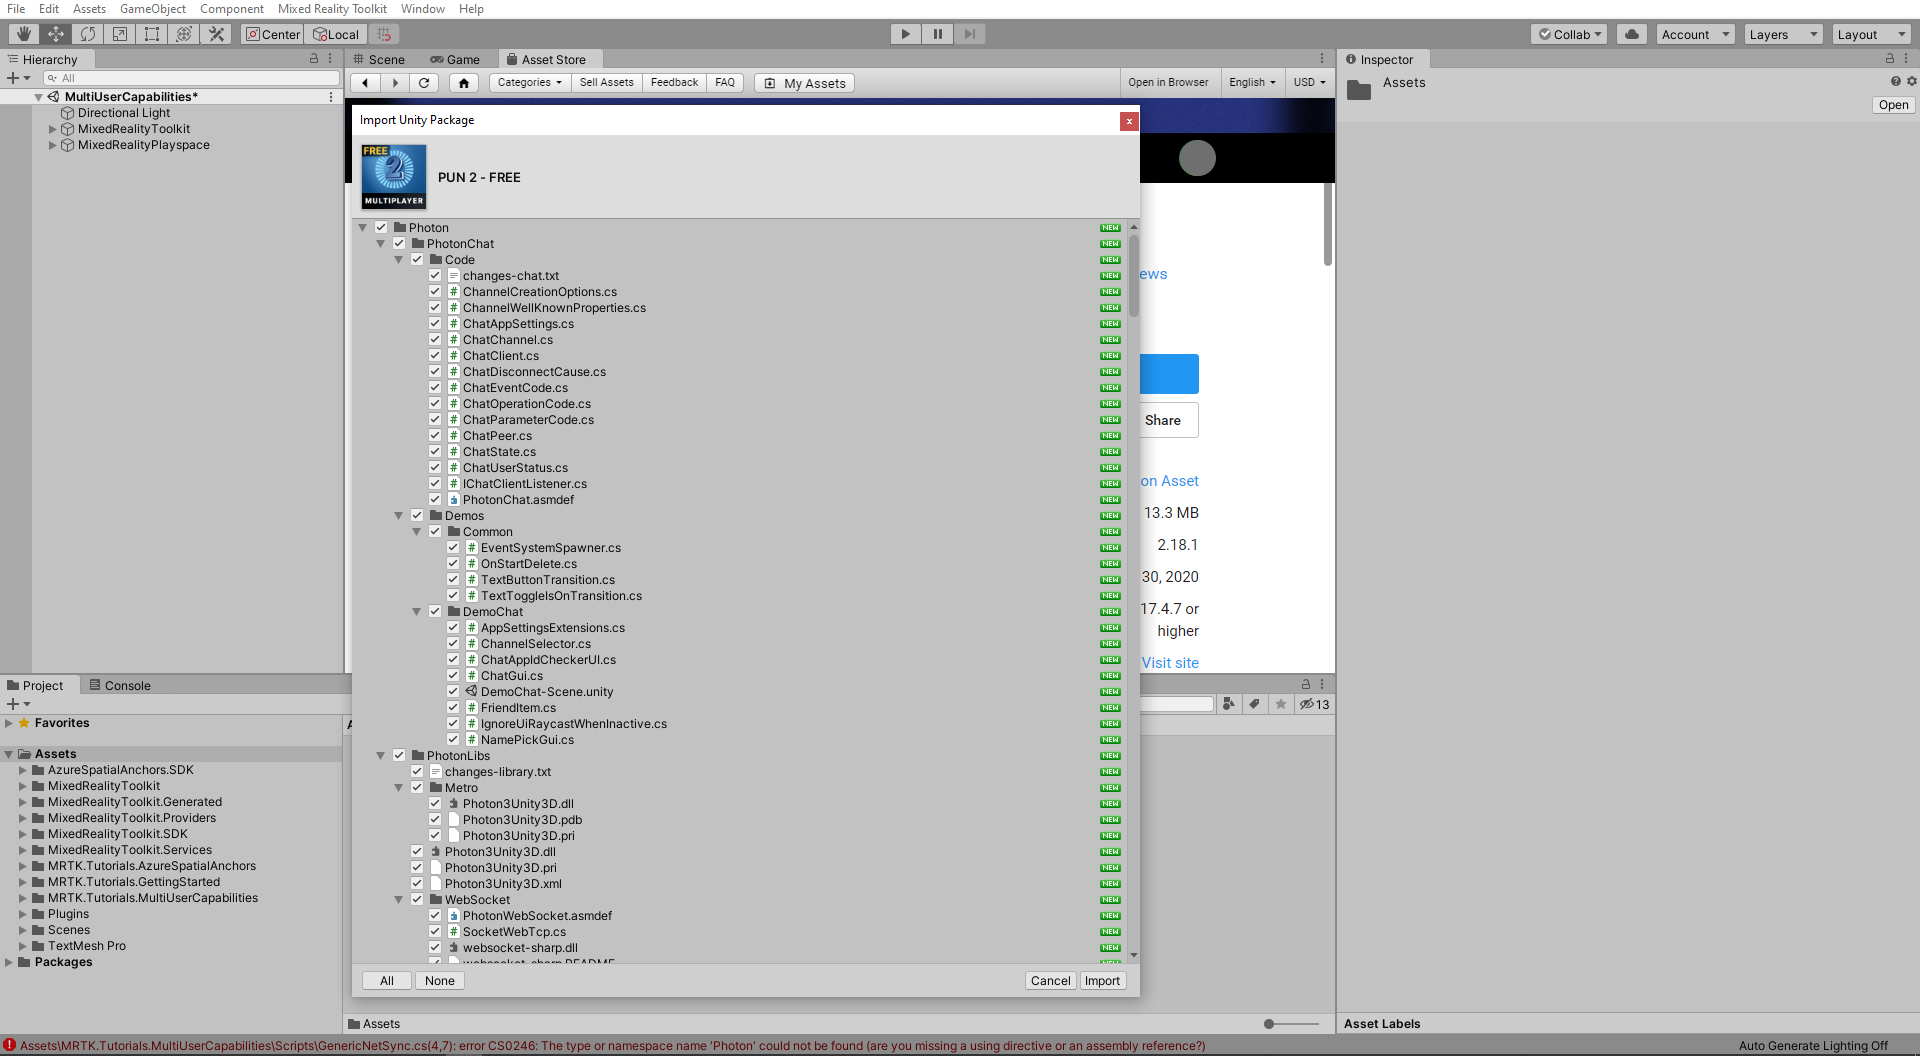 File Edit Assets GameObject Component Mixed Reality Toolkit Window Help
Center Local Collab Account Layers Layout
Hierarchy
All
MultiUserCapabilities*
Directional Light
MixedRealityToolkit
MixedRealityPlayspace
Scene Game Asset Store
Categories Sell Assets Feedback FAQ My Assets Open in Browser English USD
Inspector
Assets
Open
Import Unity Package
x
FREE
2
MULTIPLAYER
PUN 2 - FREE
Photon NEW
PhotonChat NEW
Code NEW
changes-chat.txt NEW
ChannelCreationOptions.cs NEW
ChannelWellKnownProperties.cs NEW
ChatAppSettings.cs NEW
ChatChannel.cs NEW
ChatClient.cs NEW
ChatDisconnectCause.cs NEW
ChatEventCode.cs NEW
ChatOperationCode.cs NEW
ChatParameterCode.cs NEW
ChatPeer.cs NEW
ChatState.cs NEW
ChatUserStatus.cs NEW
IChatClientListener.cs NEW
PhotonChat.asmdef NEW
Demos NEW
Common NEW
EventSystemSpawner.cs NEW
OnStartDelete.cs NEW
TextButtonTransition.cs NEW
TextToggleIsOnTransition.cs NEW
DemoChat NEW
AppSettingsExtensions.cs NEW
ChannelSelector.cs NEW
ChatAppIdCheckerUI.cs NEW
ChatGui.cs NEW
DemoChat-Scene.unity NEW
FriendItem.cs NEW
IgnoreUiRaycastWhenInactive.cs NEW
NamePickGui.cs NEW
PhotonLibs NEW
changes-library.txt NEW
Metro NEW
Photon3Unity3D.dll NEW
Photon3Unity3D.pdb NEW
Photon3Unity3D.pri NEW
Photon3Unity3D.dll NEW
Photon3Unity3D.pri NEW
Photon3Unity3D.xml NEW
WebSocket NEW
PhotonWebSocket.asmdef NEW
SocketWebTcp.cs NEW
websocket-sharp.dll NEW
websocket-sharp.README
All None Cancel Import
ews
Share
on Asset
13.3 MB
2.18.1
30, 2020
17.4.7 or
higher
Visit site
Project Console
13
Favorites
Assets
AzureSpatialAnchors.SDK
MixedRealityToolkit
MixedRealityToolkit.Generated
MixedRealityToolkit.Providers
MixedRealityToolkit.SDK
MixedRealityToolkit.Services
MRTK.Tutorials.AzureSpatialAnchors
MRTK.Tutorials.GettingStarted
MRTK.Tutorials.MultiUserCapabilities
Plugins
Scenes
TextMesh Pro
Packages
Assets
Asset Labels
Assets\MRTK.Tutorials.MultiUserCapabilities\Scripts\GenericNetSync.cs(4,7): error CS0246: The type or namespace name 'Photon' could not be found (are you missing a using directive or an assembly reference?)
Auto Generate Lighting Off